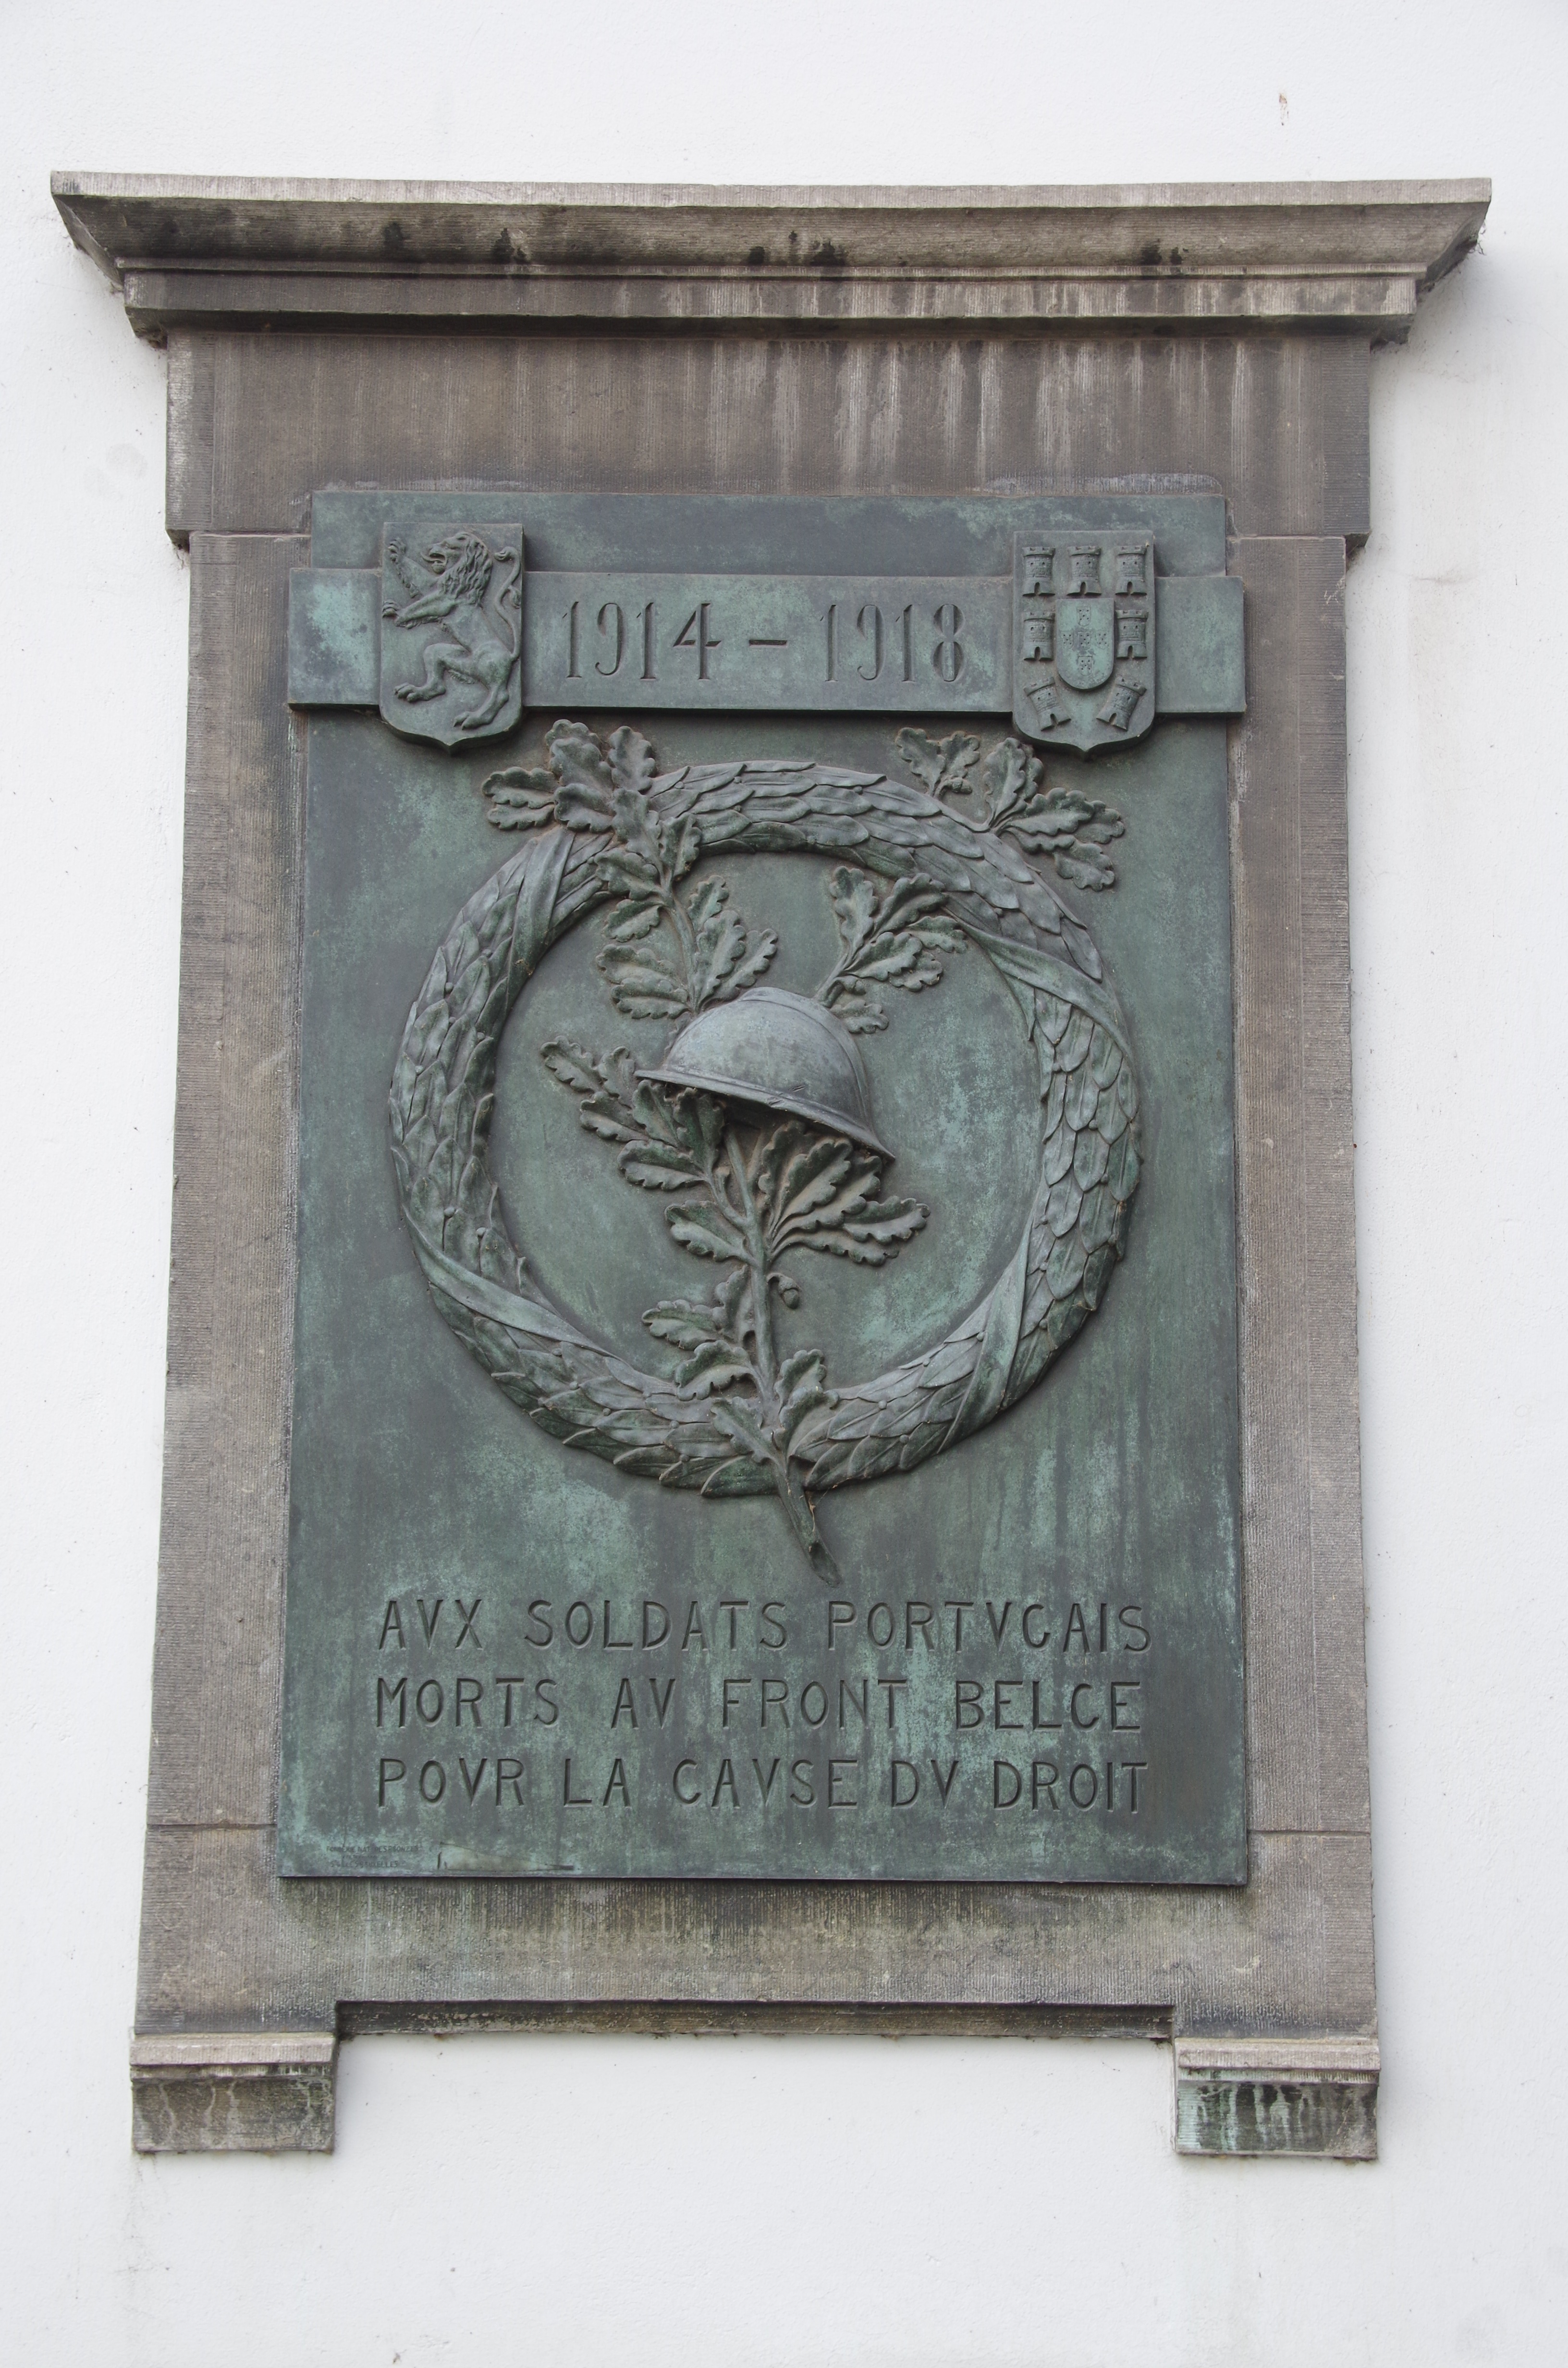 1914 – 1918
AVX SOLDATS PORTVGAIS
MORTS AV FRONT BELGE
POVR LA CAVSE DV DROIT